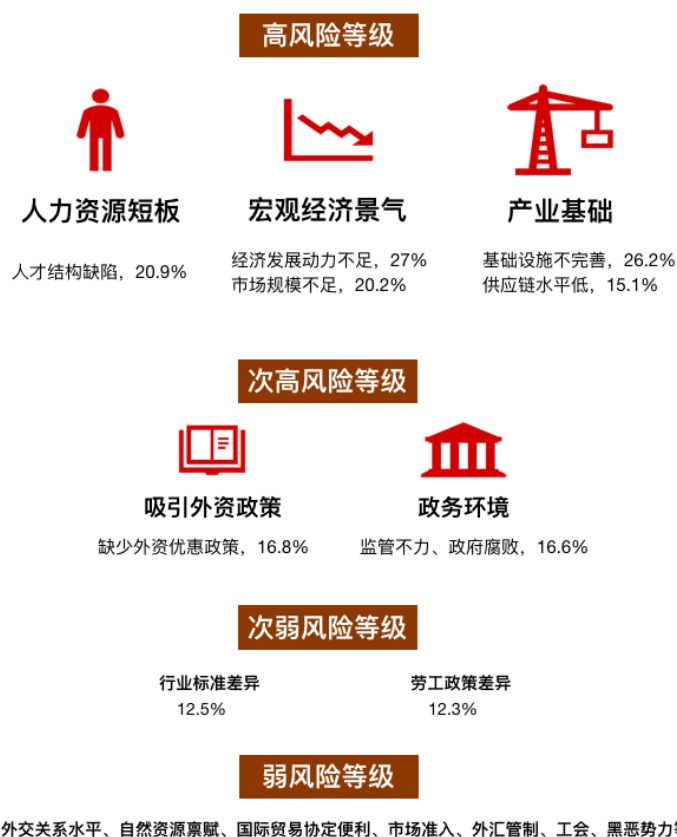 高风险等级
人力资源短板
宏观经济景气
产业基础
人才结构缺陷，20.9%
经济发展动力不足，27%
市场规模不足，20.2%
基础设施不完善，26.2%
供应链水平低，15.1%
次高风险等级
吸引外资政策
政务环境
缺少外资优惠政策，16.8%
监管不力、政府腐败，16.6%
次弱风险等级
行业标准差异
劳工政策差异
12.5%
12.3%
弱风险等级
外交关系水平、自然资源禀赋、国际贸易协定便利、市场准入、外汇管制、工会、黑恶势力